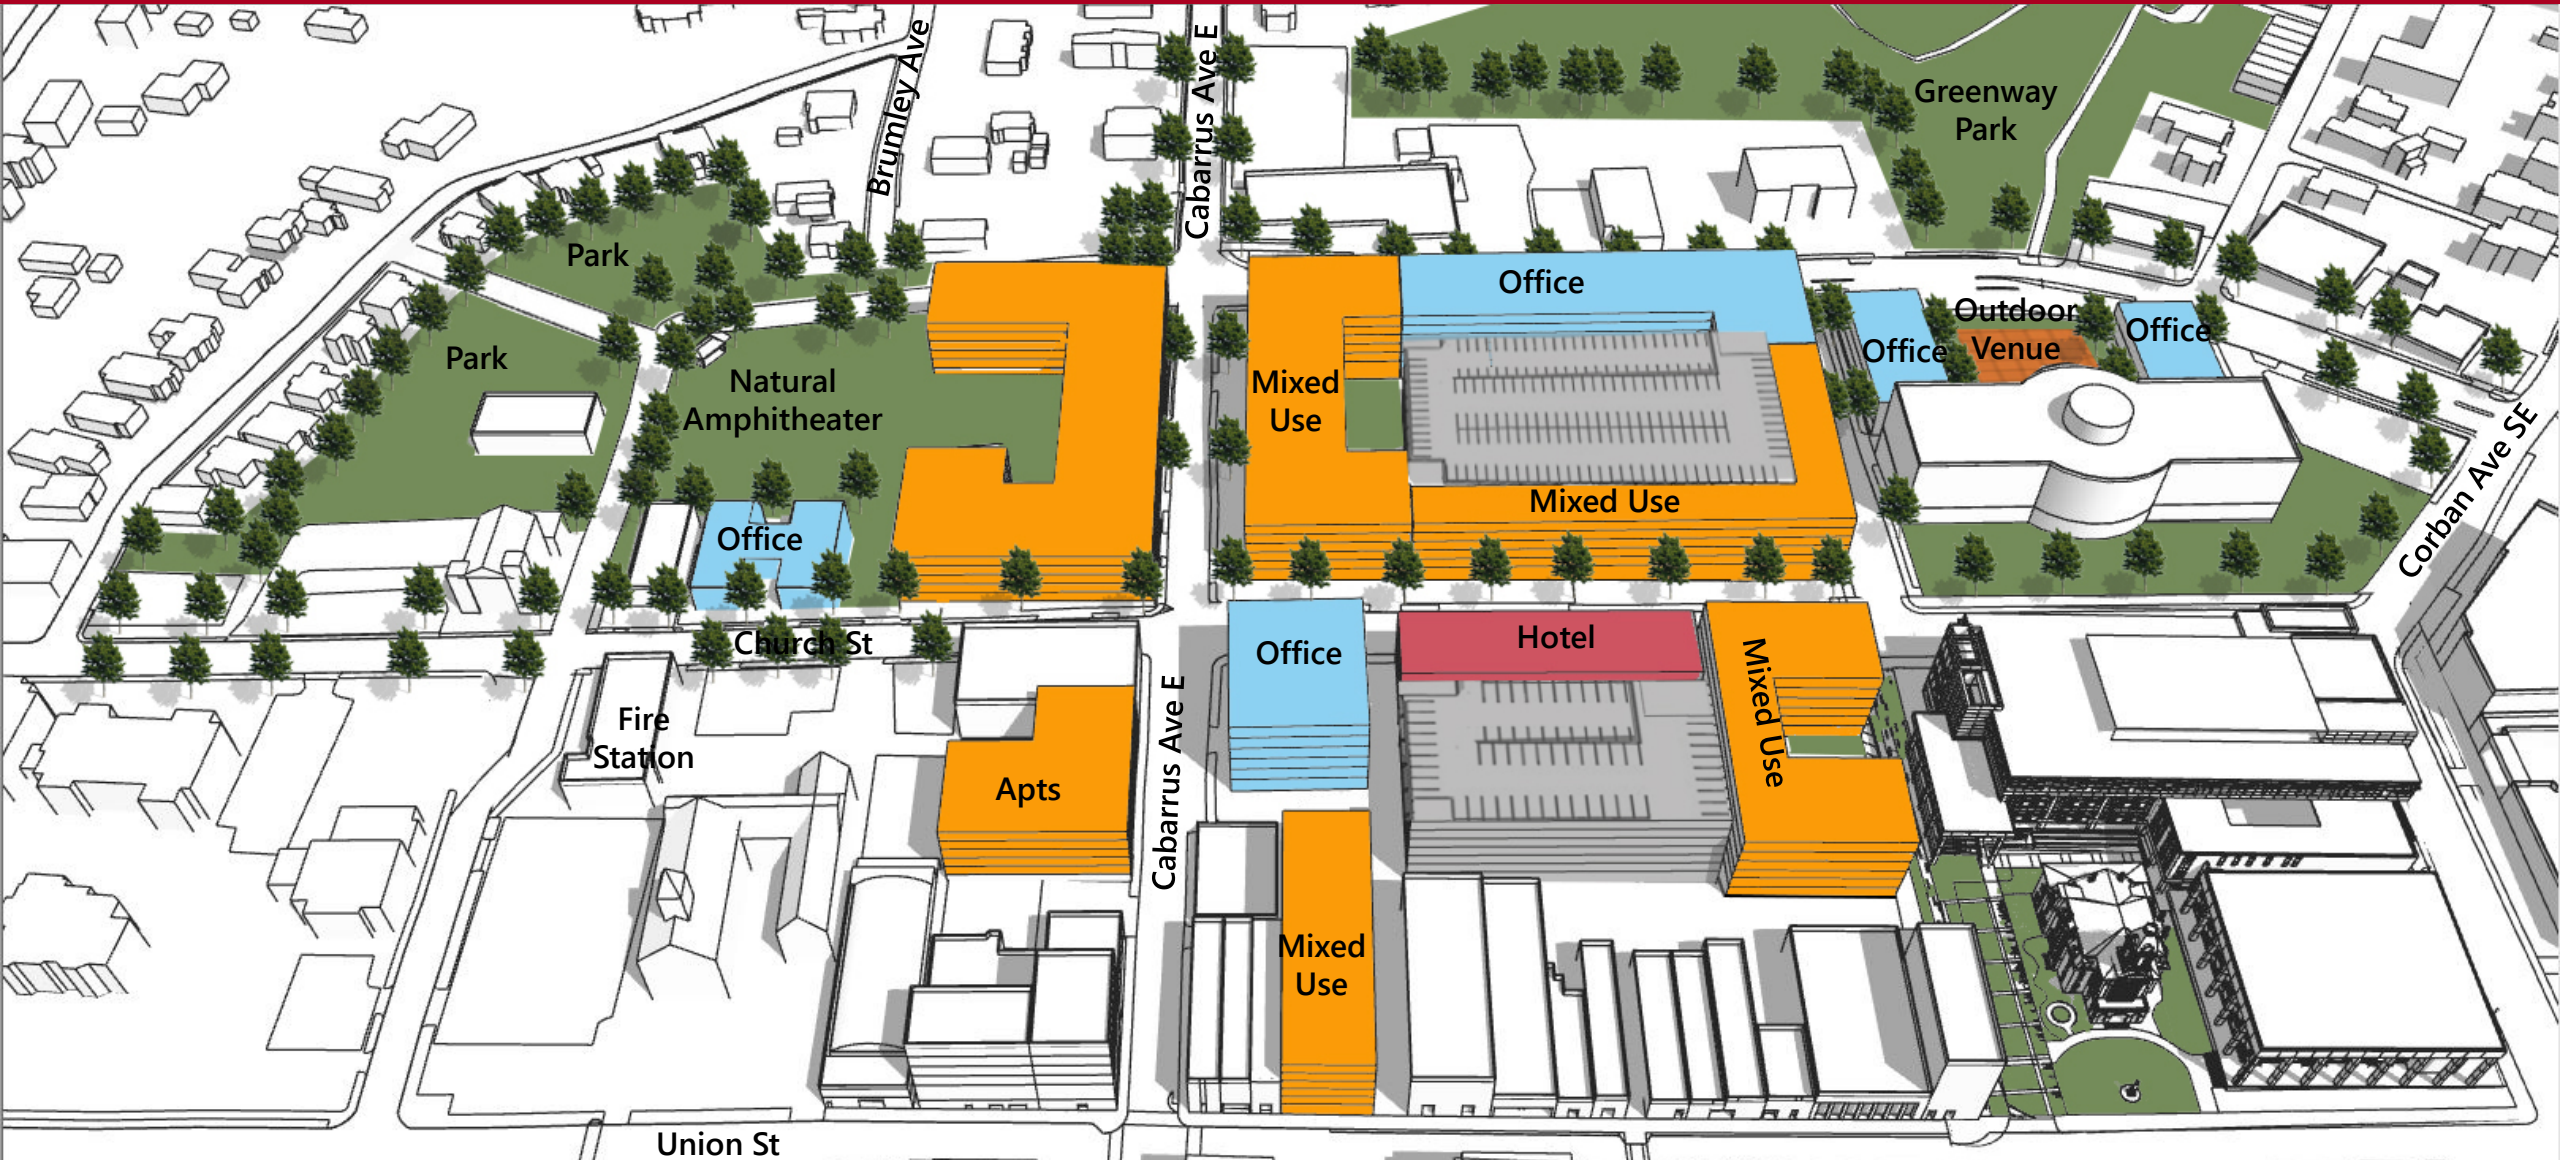 Brumley Ave
Cabarrus Ave E
Greenway
Park
Park
Office
Outdoor
Venue
Office
Office
Park
Natural
Amphitheater
Mixed
Use
Mixed Use
Office
Corban Ave SE
Church St
Office
Hotel
Mixed Use
Fire
Station
Apts
Cabarrus Ave E
Mixed
Use
Union St